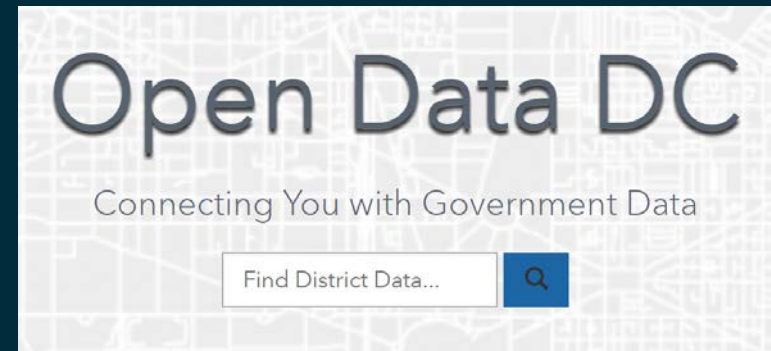 Open Data DC
Connecting You with Government Data
Find District Data...